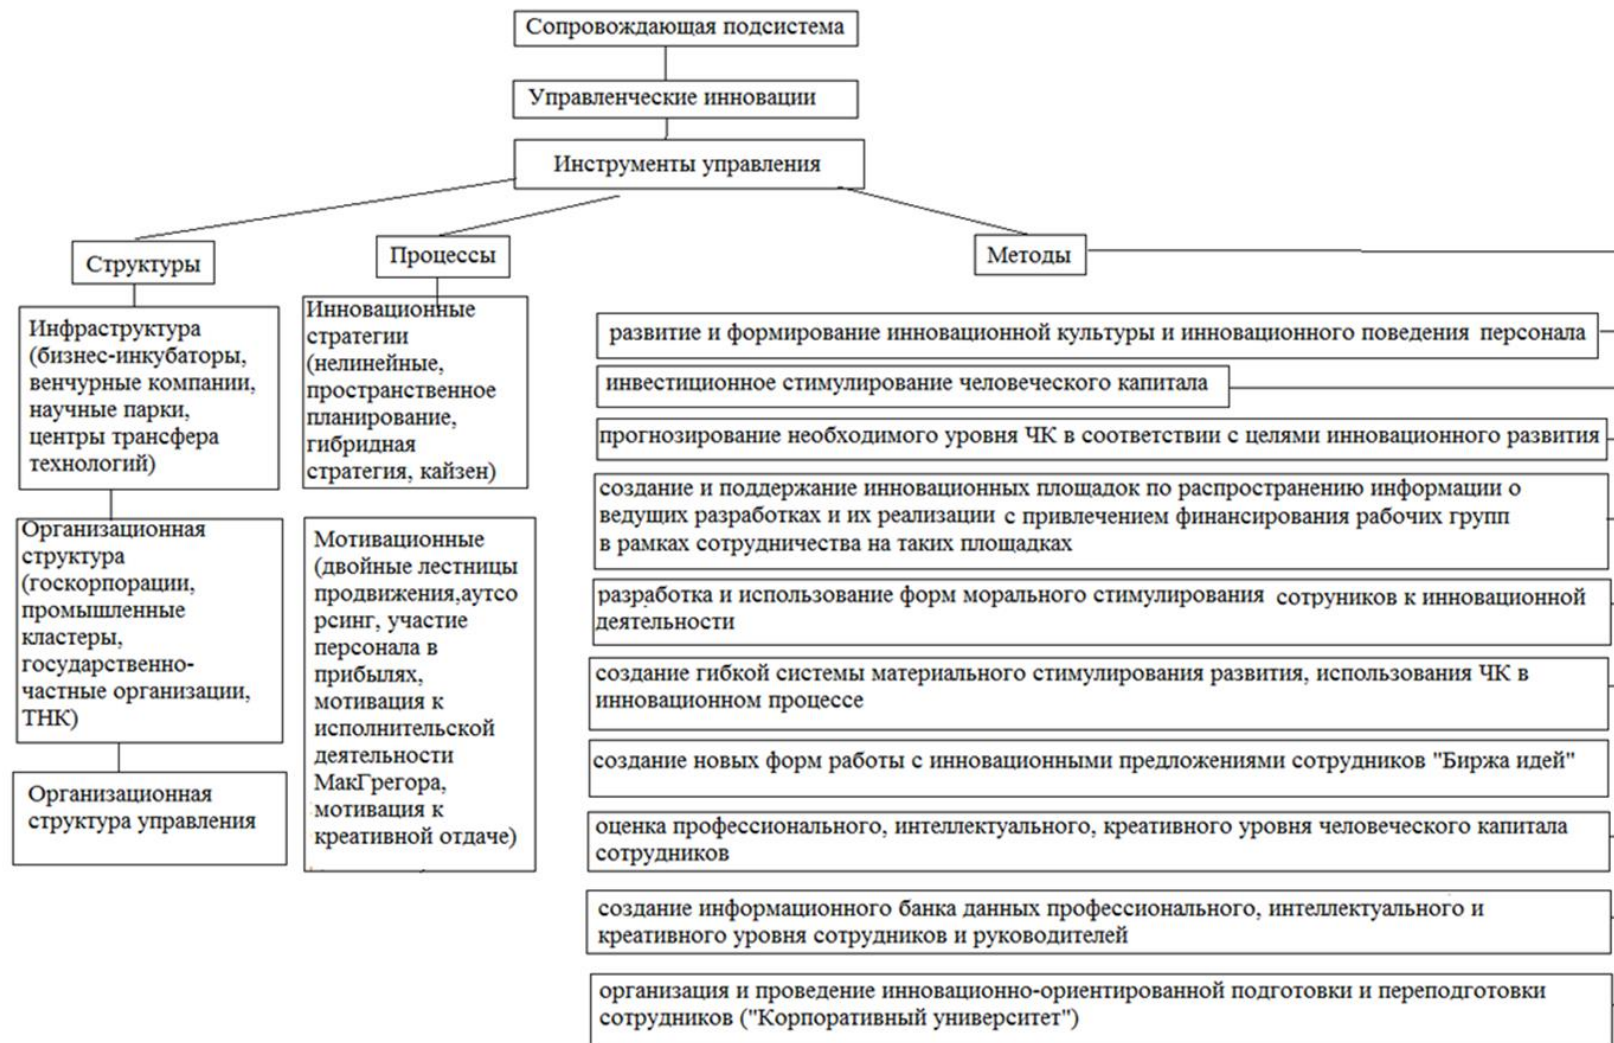 Сопровождающая подсистема
Управленческие инновации
Инструменты управления
Структуры
Процессы
Методы
Инфраструктура
(бизнес-инкубаторы,
венчурные компании,
научные парки,
центры трансфера
технологий)
Организационная
структура
(госкорпорации,
промышленные
кластеры,
государственно-
частные организации,
ТНК)
Организационная
структура управления
Инновационные
стратегии
(нелинейные,
пространственное
планирование,
гибридная
стратегия, кайзен)
Мотивационные
(двойные лестницы
продвижения,аутсо
рсинг, участие
персонала в
прибылях,
мотивация к
исполнительской
деятельности
МакГрегора,
мотивация к
креативной отдаче)
развитие и формирование инновационной культуры и инновационного поведения персонала
инвестиционное стимулирование человеческого капитала
прогнозирование необходимого уровня ЧК в соответствии с целями инновационного развития
создание и поддержание инновационных площадок по распространению информации о
ведущих разработках и их реализации с привлечением финансирования рабочих групп
в рамках сотрудничества на таких площадках
разработка и использование форм морального стимулирования сотруников к инновационной
деятельности
создание гибкой системы материального стимулирования развития, использования ЧК в
инновационном процессе
создание новых форм работы с инновационными предложениями сотрудников "Биржа идей"
оценка профессионального, интеллектуального, креативного уровня человеческого капитала
сотрудников
создание информационного банка данных профессионального, интеллектуального и
креативного уровня сотрудников и руководителей
организация и проведение инновационно-ориентированной подготовки и переподготовки
сотрудников ("Корпоративный университет")